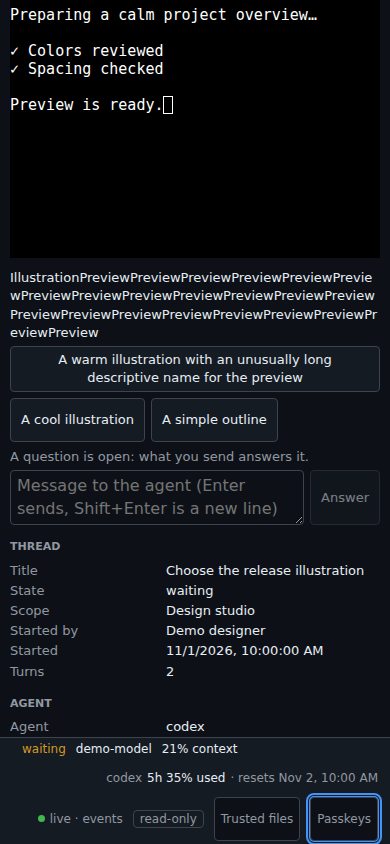 Preparing a calm project overview…
✓ Colors reviewed
✓ Spacing checked
Preview is ready.
IllustrationPreviewPreviewPreviewPreviewPreviewPrevie
wPreviewPreviewPreviewPreviewPreviewPreviewPreview
PreviewPreviewPreviewPreviewPreviewPreviewPreviewPr
eviewPreview
A warm illustration with an unusually long
descriptive name for the preview
A cool illustration
A simple outline
A question is open: what you send answers it.
Message to the agent (Enter
sends, Shift+Enter is a new line)
Answer
THREAD
Title Choose the release illustration
State waiting
Scope Design studio
Started by Demo designer
Started 11/1/2026, 10:00:00 AM
Turns 2
AGENT
Agent codex
waiting demo-model 21% context
codex 5h 35% used · resets Nov 2, 10:00 AM
live · events read-only Trusted files Passkeys